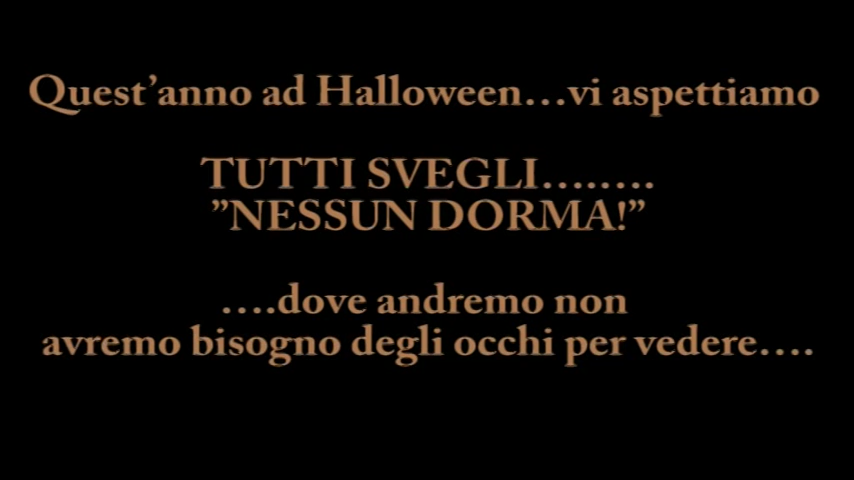 Quest’anno ad Halloween…vi aspettiamo
TUTTI SVEGLI……...
”NESSUN DORMA!”
….dove andremo non
avremo bisogno degli occhi per vedere….